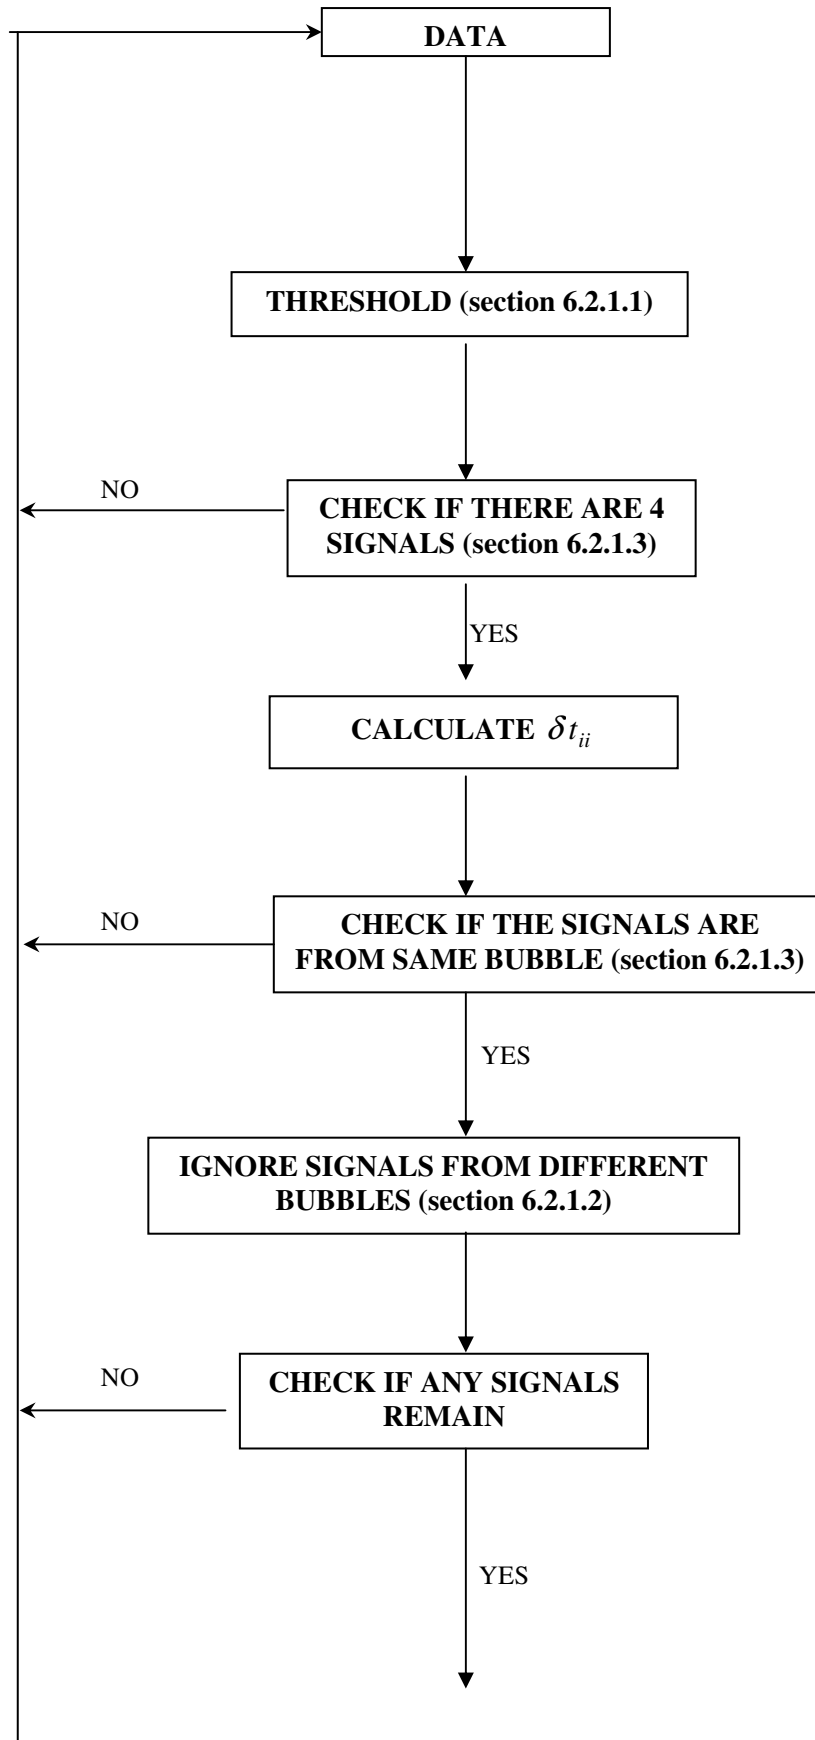 DATA
THRESHOLD (section 6.2.1.1)
NO
CHECK IF THERE ARE 4
SIGNALS (section 6.2.1.3)
YES
CALCULATE δt_ii
NO
CHECK IF THE SIGNALS ARE
FROM SAME BUBBLE (section 6.2.1.3)
YES
IGNORE SIGNALS FROM DIFFERENT
BUBBLES (section 6.2.1.2)
NO
CHECK IF ANY SIGNALS
REMAIN
YES